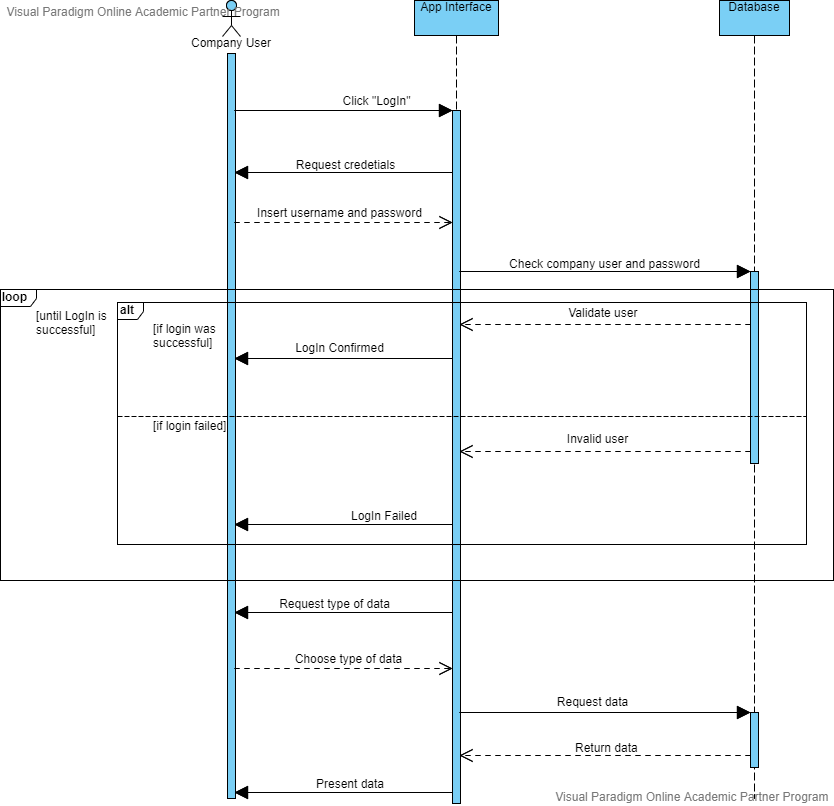 Visual Paradigm Online Academic Partner Program
Company User
App Interface
Database
Click "LogIn"
Request credetials
Insert username and password
Check company user and password
loop
[until LogIn is
successful]
alt
[if login was
successful]
Validate user
LogIn Confirmed
[if login failed]
Invalid user
LogIn Failed
Request type of data
Choose type of data
Request data
Return data
Present data
Visual Paradigm Online Academic Partner Program